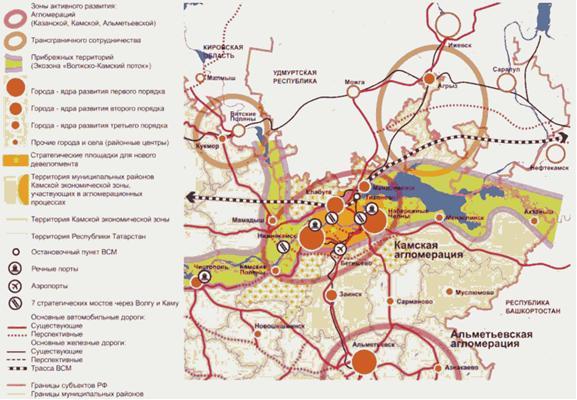 Зоны активного развития:
Агломераций
(Казанской, Камской, Альметьевской)
Трансграничного сотрудничества
Прибрежных территорий
(Экозона «Волжско-Камский поток»)
Города - ядра развития первого порядка
Города - ядра развития второго порядка
Города - ядра развития третьего порядка
Прочие города и села (районные центры)
Стратегические площадки для нового
девелопмента
Территория муниципальных районов
Камской экономической зоны,
участвующих в агломерационных
процессах
Территория Камской экономической зоны
Территория Республики Татарстан
Остановочный пункт ВСМ
Речные порты
Аэропорты
7 стратегических мостов через Волгу и Каму
Основные автомобильные дороги:
Существующие
Перспективные
Основные железные дороги:
Существующие
Перспективные
Трасса ВСМ
Границы субъектов РФ
Границы муниципальных районов
Ижевск
КИРОВСКАЯ
ОБЛАСТЬ
Малмыж
УДМУРТСКАЯ
РЕСПУБЛИКА
Можга
Агрыз
Сарапул
Вятские
Поляны
Кукмор
Нефтекамск
Менделеевск
Елабуга
Мамадыш
Набережные
Челны
Мензелинск
Актаныш
Нижнекамск
Камская
агломерация
Бегишево
Чистополь
Камские
Поляны
Заинск
Сарманово
Муслюмово
РЕСПУБЛИКА
БАШКОРТОСТАН
Новошешминск
Альметьевская
агломерация
Альметьевск
Азнакаево